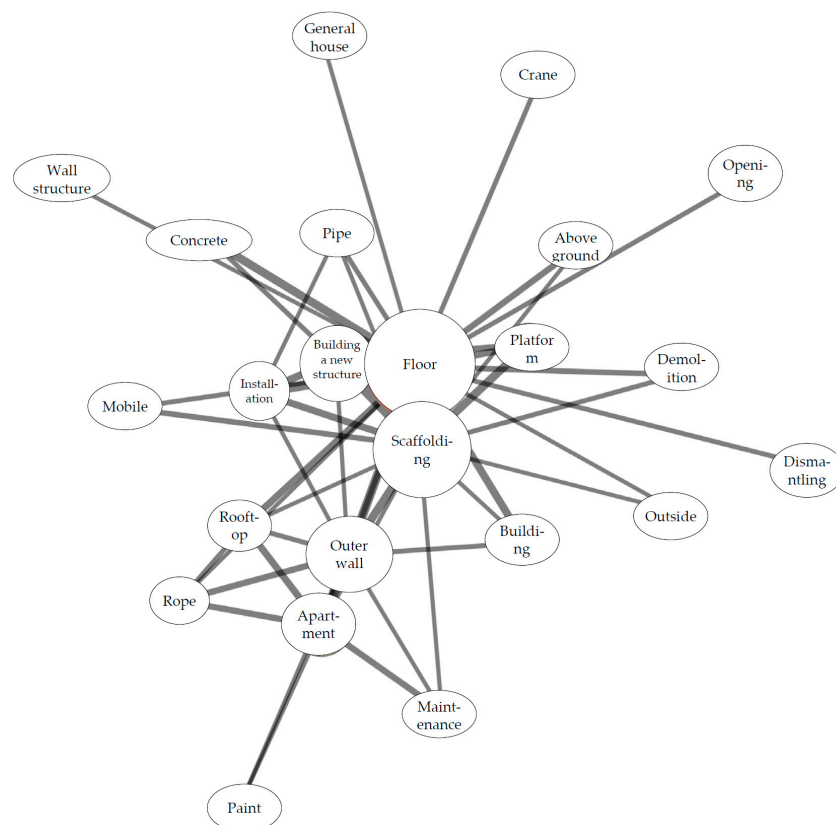 General
house
Crane
Wall
structure
Openi-
ng
Concrete
Pipe
Above
ground
Building
a new
structure
Floor
Platfor
m
Demol-
ition
Install-
ation
Mobile
Scaffoldi-
ng
Disma-
ntling
Rooft-
op
Outside
Buildi-
ng
Outer
wall
Rope
Apart-
ment
Maint-
enance
Paint